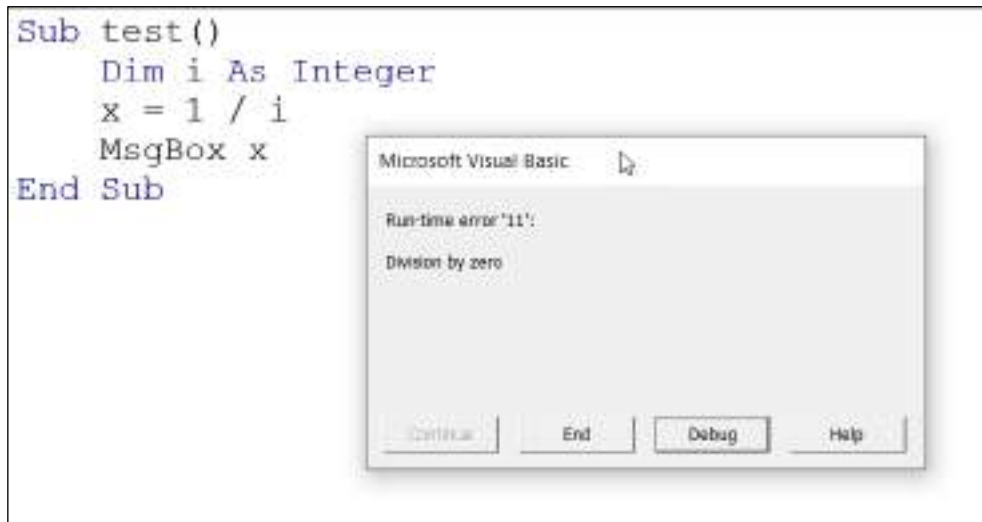 Sub test()
Dim i As Integer
x = 1 / i
MsgBox x
End Sub
Microsoft Visual Basic
Run-time error '11':
Division by zero
Continue End Debug Help